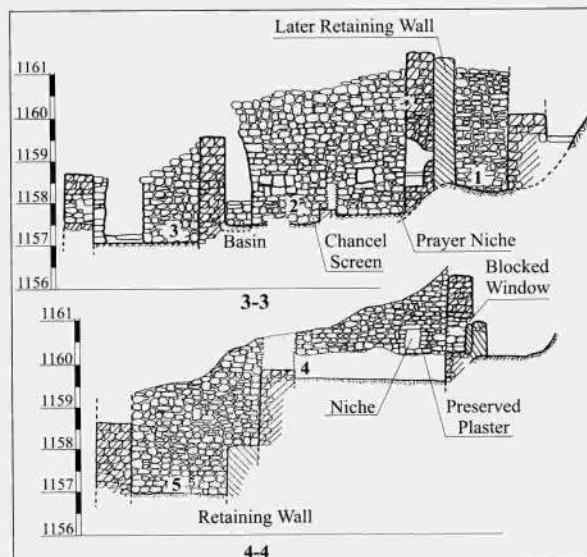 Later Retaining Wall
1161
1160
1159
1158
1157
1156
1
2
3
Basin
Chancel
Screen
Prayer Niche
3-3
Blocked
Window
1161
1160
1159
1158
1157
1156
4
Niche
Preserved
Plaster
5
Retaining Wall
4-4